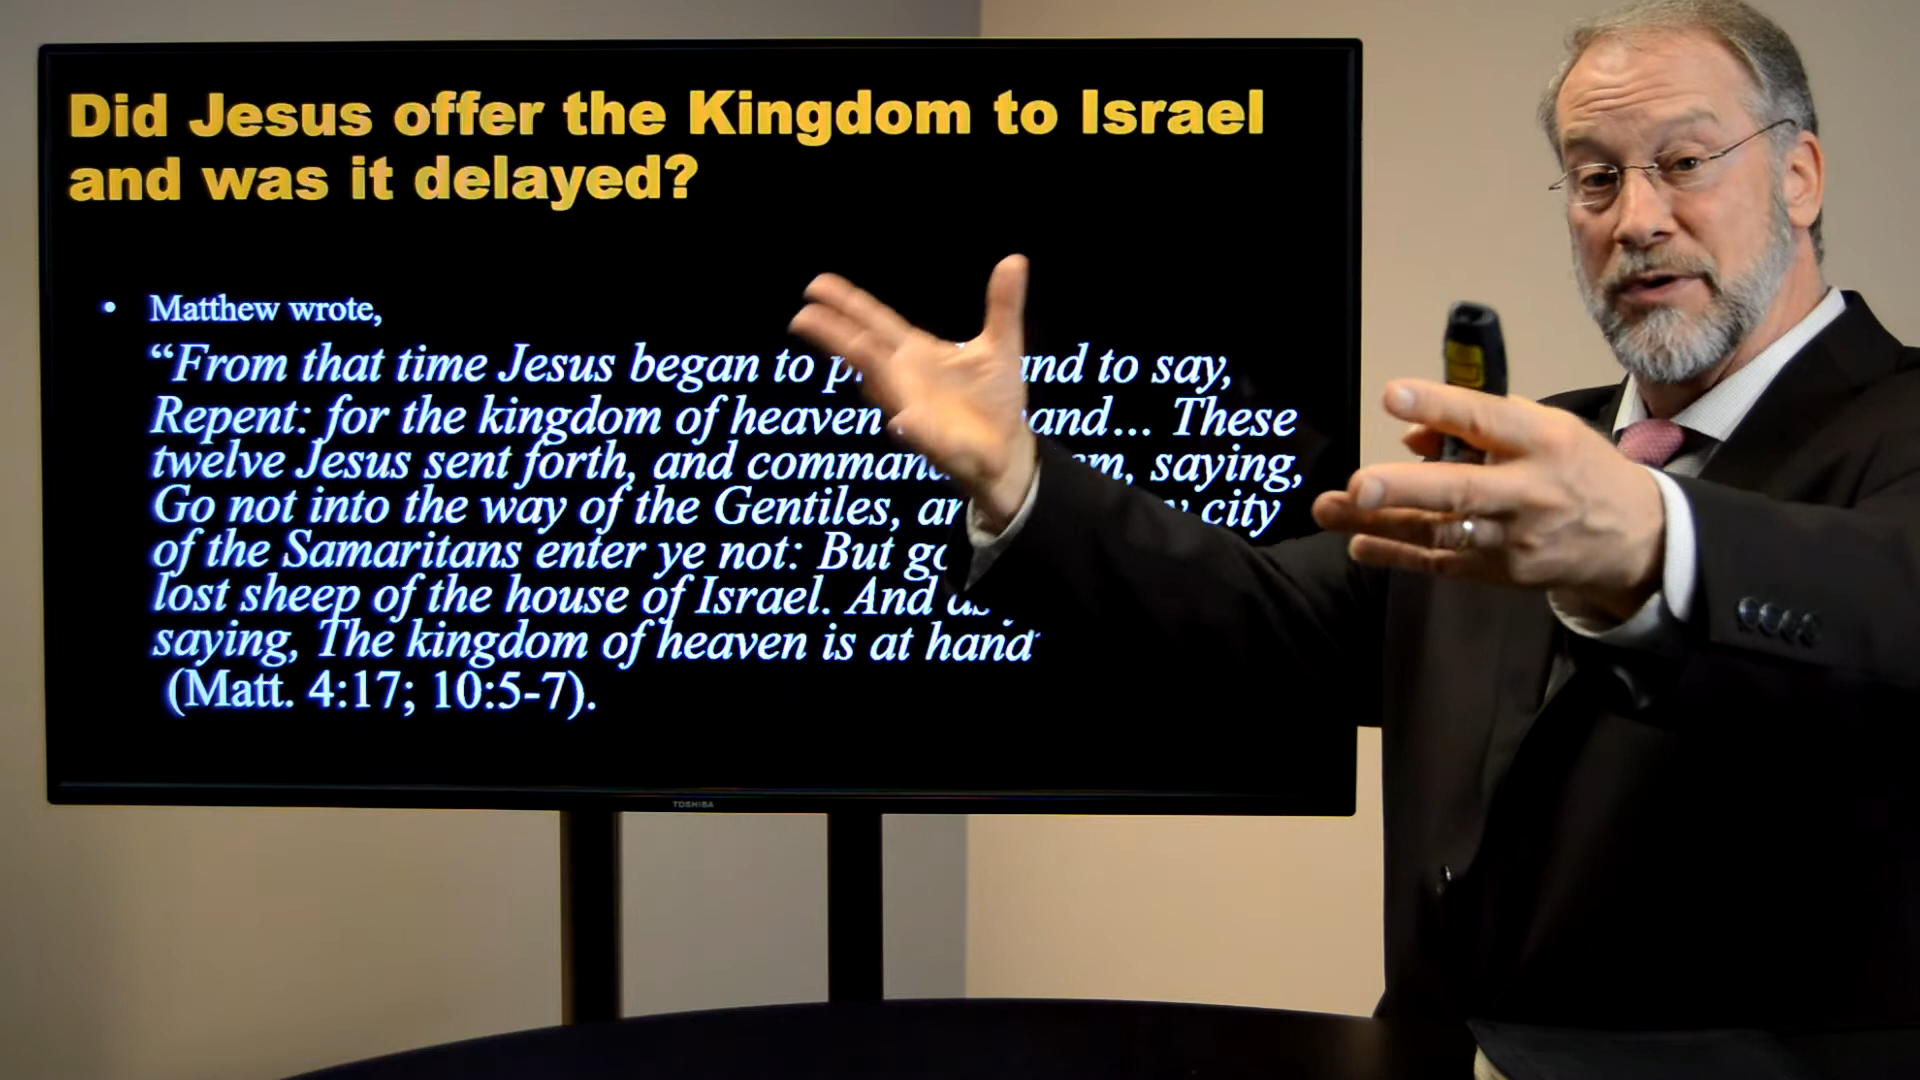 Did Jesus offer the Kingdom to Israel
and was it delayed?
• Matthew wrote,
“From that time Jesus began to and to say,
Repent: for the kingdom of heaven hand... These
twelve Jesus sent forth, and saying,
Go not into the way of the Gentiles, city
of the Samaritans enter ye not: But
lost sheep of the house of Israel. And
saying, The kingdom of heaven is at hand
(Matt. 4:17; 10:5-7).
TOSHIBA